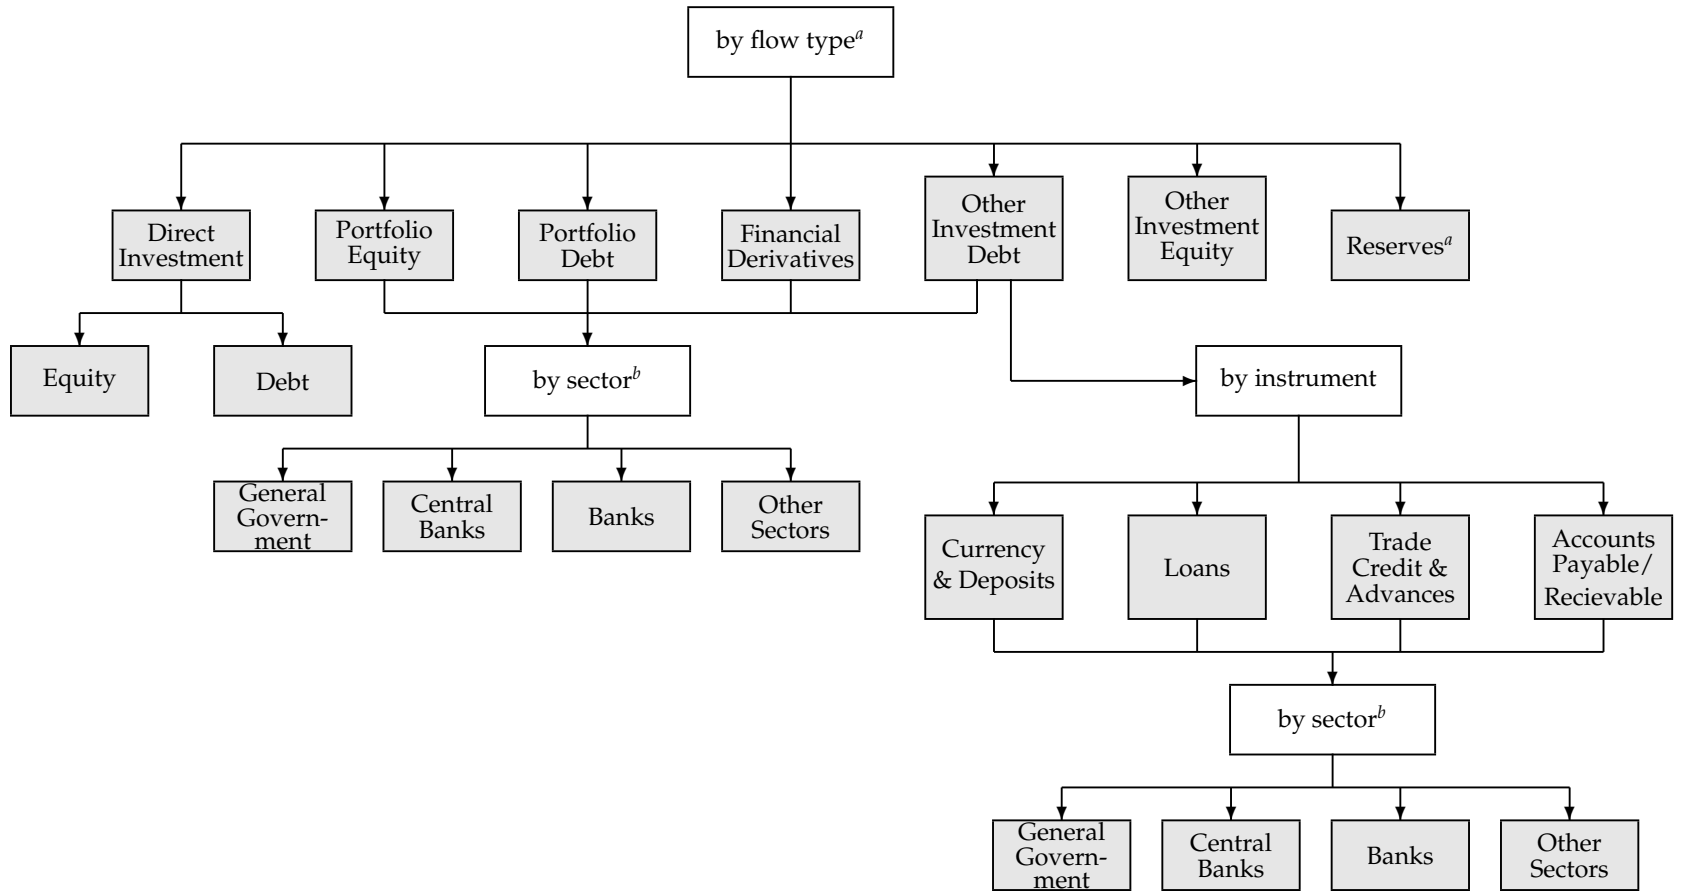 by flow typeᵃ
Direct
Investment
Portfolio
Equity
Portfolio
Debt
Financial
Derivatives
Other
Investment
Debt
Other
Investment
Equity
Reservesᵃ
Equity
Debt
by sectorᵇ
by instrument
General
Govern-
ment
Central
Banks
Banks
Other
Sectors
Currency
& Deposits
Loans
Trade
Credit &
Advances
Accounts
Payable/
Recievable
by sectorᵇ
General
Govern-
ment
Central
Banks
Banks
Other
Sectors